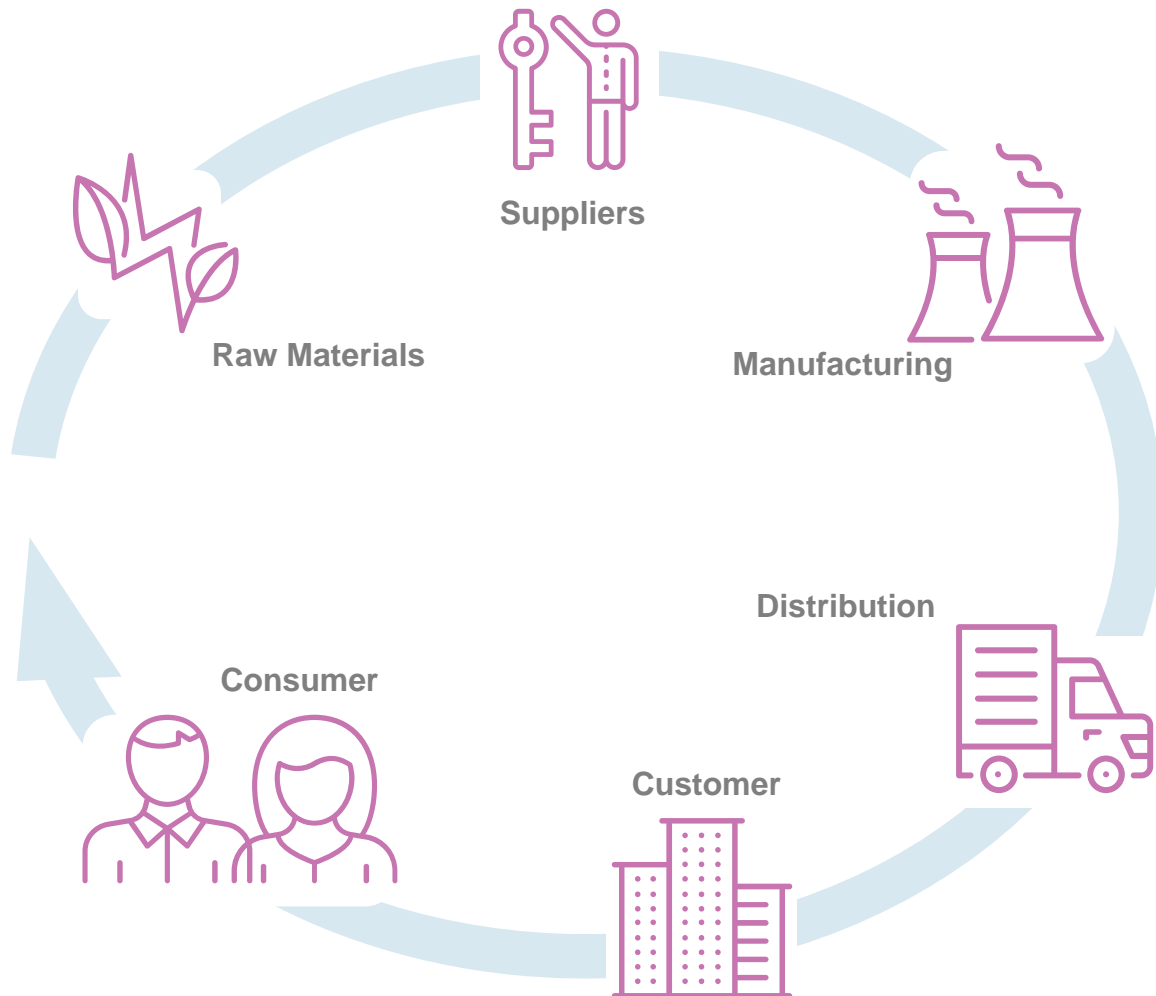 Suppliers
Raw Materials
Manufacturing
Distribution
Consumer
Customer